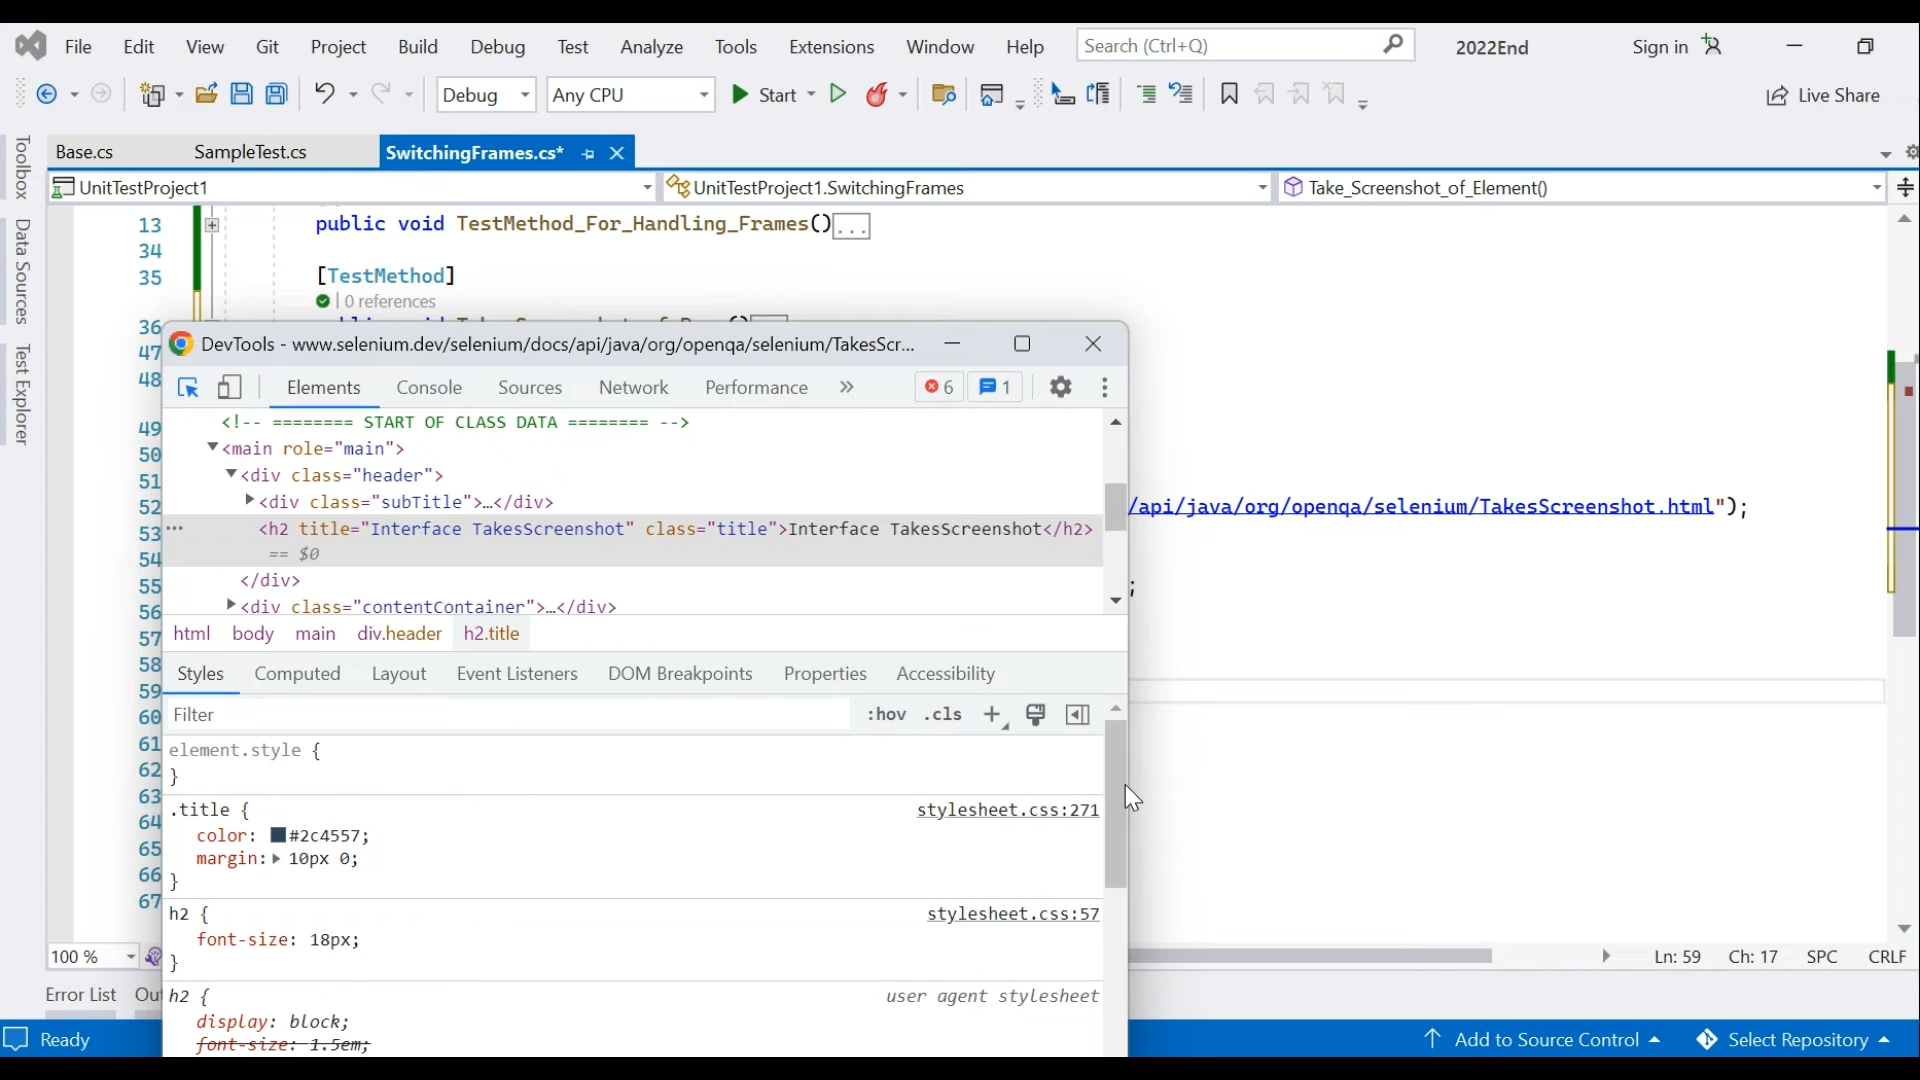 File Edit View Git Project Build Debug Test Analyze Tools Extensions Window Help Search (Ctrl+Q) 2022End Sign in
Debug Any CPU Start Live Share
Base.cs SampleTest.cs SwitchingFrames.cs*
UnitTestProject1 UnitTestProject1.SwitchingFrames Take_Screenshot_of_Element()
Toolbox
Data Sources
Test Explorer
13 public void TestMethod_For_Handling_Frames()...
34
35 [TestMethod]
0 references
36
47
48
49
50
51
52 /api/java/org/openqa/selenium/TakesScreenshot.html");
53
54
55 ;
56
57
58
59
60
61
62
63
64
65
66
67
DevTools - www.selenium.dev/selenium/docs/api/java/org/openqa/selenium/TakesScr...
Elements Console Sources Network Performance » 6 1
<!-- ======== START OF CLASS DATA ======== -->
<main role="main">
<div class="header">
<div class="subTitle">…</div>
<h2 title="Interface TakesScreenshot" class="title">Interface TakesScreenshot</h2>
== $0
</div>
<div class="contentContainer">…</div>
html body main div.header h2.title
Styles Computed Layout Event Listeners DOM Breakpoints Properties Accessibility
Filter :hov .cls +
element.style {
}
.title { stylesheet.css:271
color: #2c4557;
margin: 10px 0;
}
h2 { stylesheet.css:57
font-size: 18px;
}
h2 { user agent stylesheet
display: block;
font-size: 1.5em;
100 % Ln: 59 Ch: 17 SPC CRLF
Error List Ou
Ready Add to Source Control Select Repository